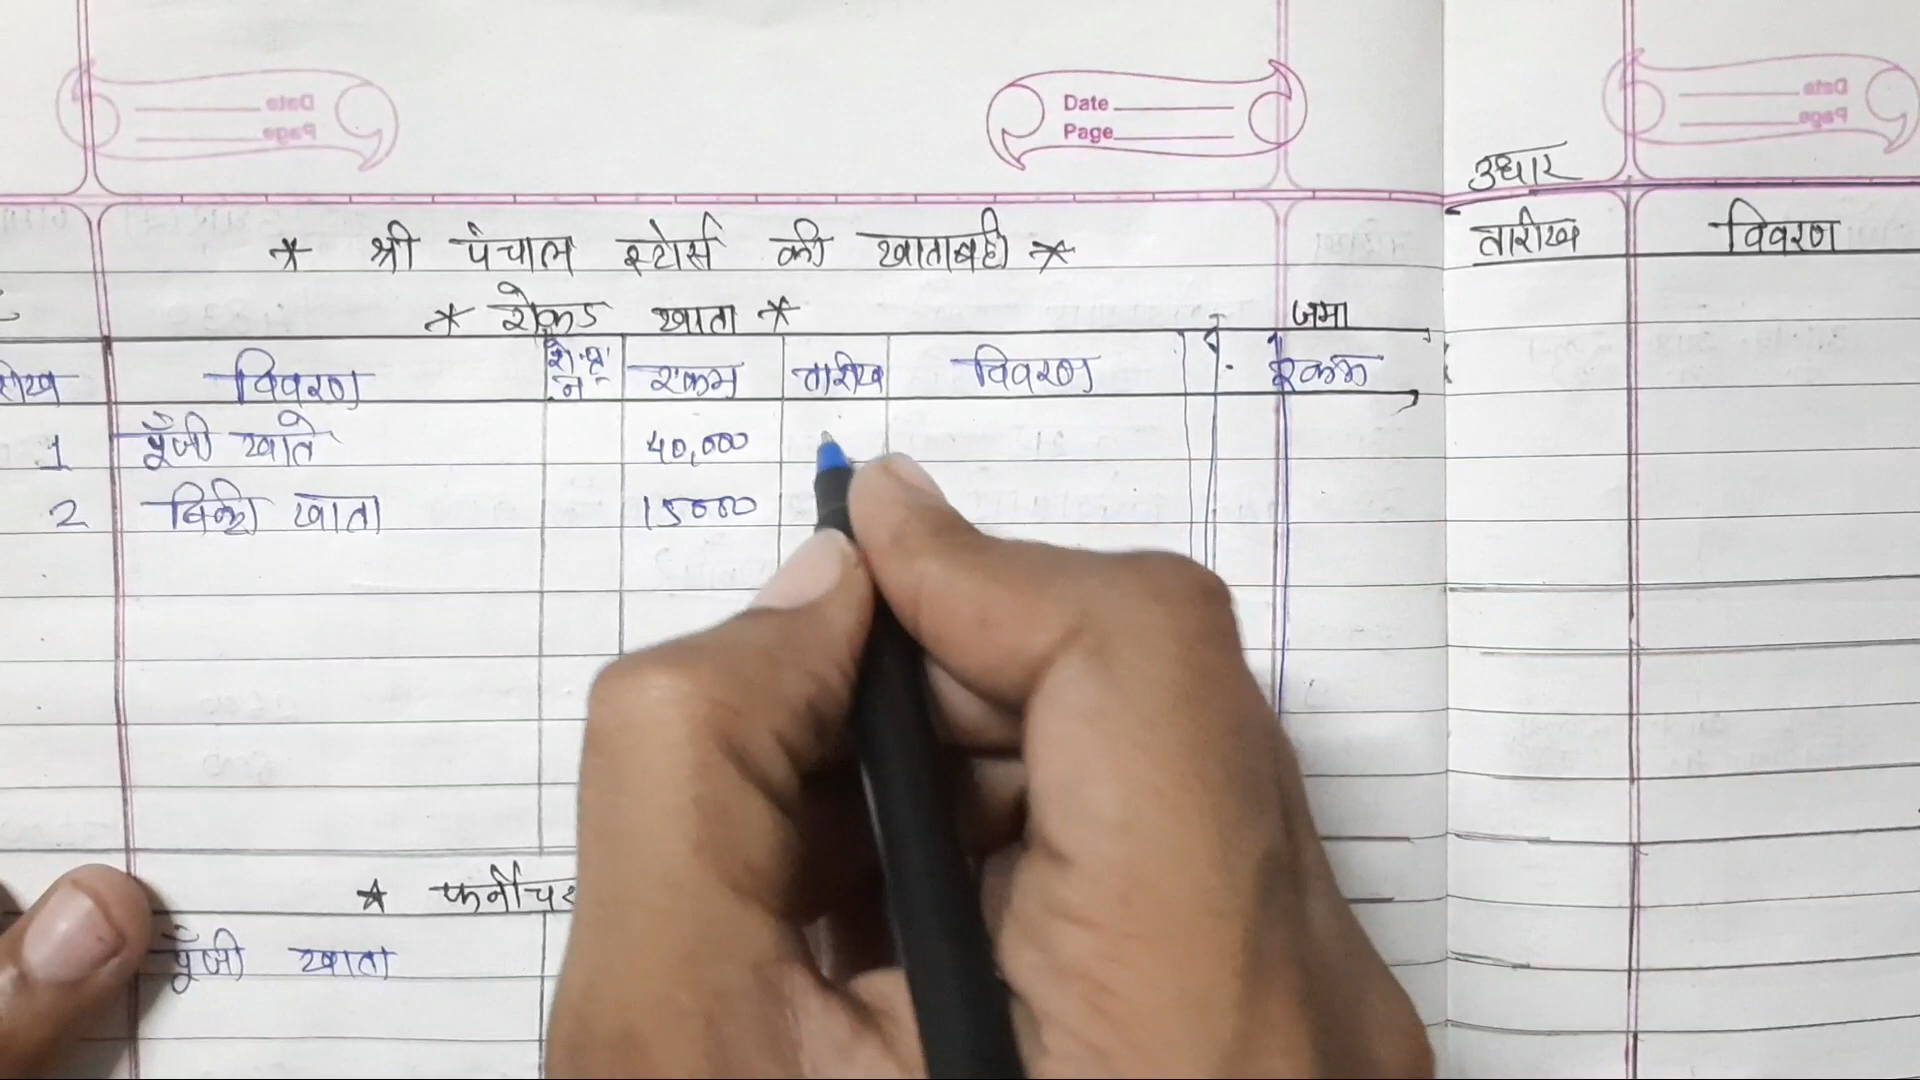 Date
Page
उधार
* श्री पंचाल स्टोर्स की खाताबही *
तारीख विवरण
* रोकड़ खाता * जमा
विवरण रो.पृ. न. रकम तारीख विवरण रकम
1 पूँजी खाते 40,000
2 बिक्री खाता 15000
* फर्नीचर
पूँजी खाता